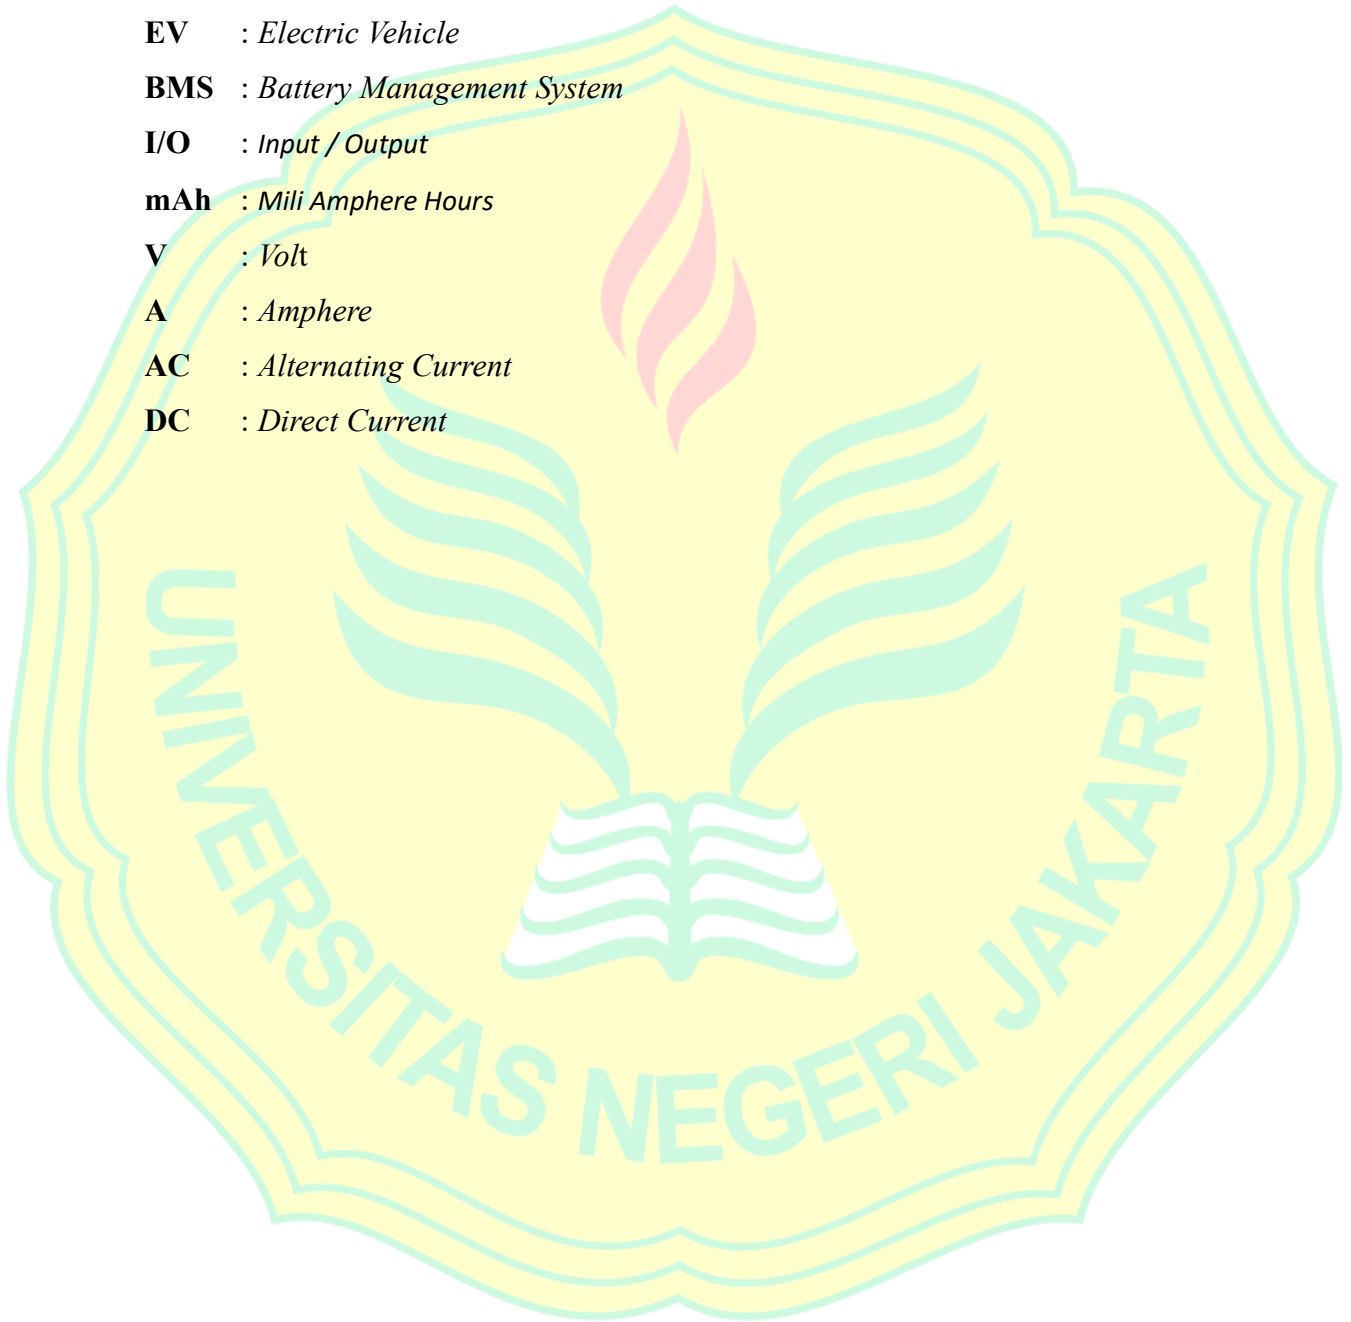 EV : Electric Vehicle
BMS : Battery Management System
I/O : Input / Output
mAh : Mili Amphere Hours
V : Volt
A : Amphere
AC : Alternating Current
DC : Direct Current
UNIVERSITAS NEGERI JAKARTA